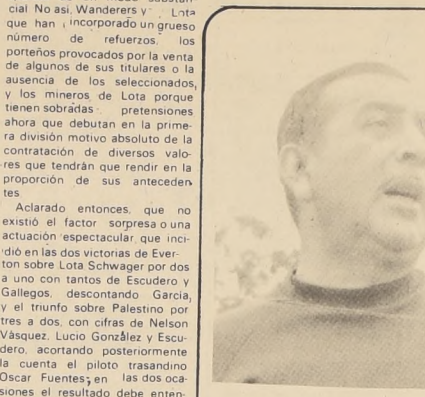 cial No asi, Wanderers y Lota
que han incorporado un grueso
número de refuerzos, los
porteños provocados por la venta
de algunos de sus titulares o la
ausencia de los seleccionados,
y los mineros de Lota porque
tienen sobradas pretensiones
ahora que debutan en la prime-
ra división motivo absoluto de la
contratación de diversos valo-
res que tendrán que rendir en la
proporción de sus anteceden
tes
Aclarado entonces, que no
existió el factor sorpresa o una
actuación espectacular, que inci-
dió en las dos victorias de Ever-
ton sobre Lota Schwager por dos
a uno con tantos de Escudero y
Gallegos, descontando García,
y el triunfo sobre Palestino por
tres a dos, con cifras de Nelson
Vásquez, Lucio González y Escu-
dero, acortando posteriormente
la cuenta el piloto trasandino
Oscar Fuentes; en las dos oca-
siones el resultado debe enten-